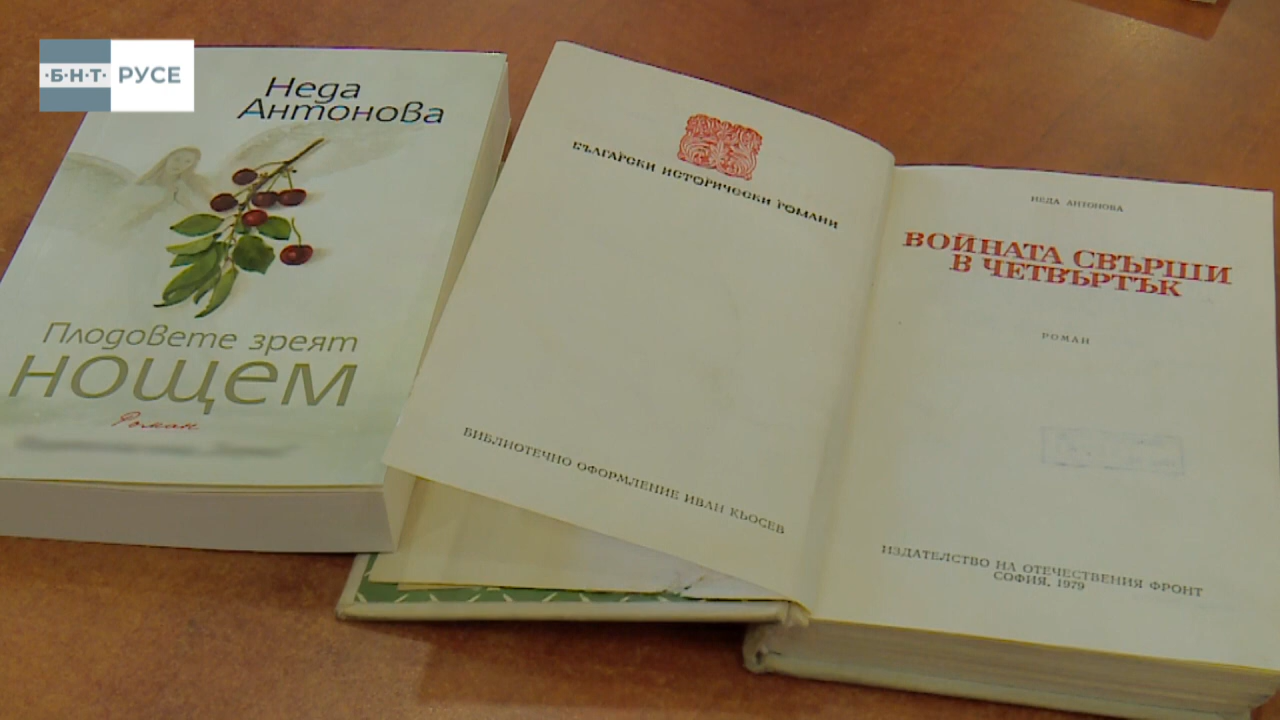 ·Б·Н·Т· РУСЕ
Неда
Антонова
Плодовете зреят
нощем
Роман
БЪЛГАРСКИ ИСТОРИЧЕСКИ РОМАНИ
БИБЛИОТЕЧНО ОФОРМЛЕНИЕ ИВАН КЬОСЕВ
НЕДА АНТОНОВА
ВОЙНАТА СВЪРШИ
В ЧЕТВЪРТЪК
РОМАН
ИЗДАТЕЛСТВО НА ОТЕЧЕСТВЕНИЯ ФРОНТ
СОФИЯ, 1979